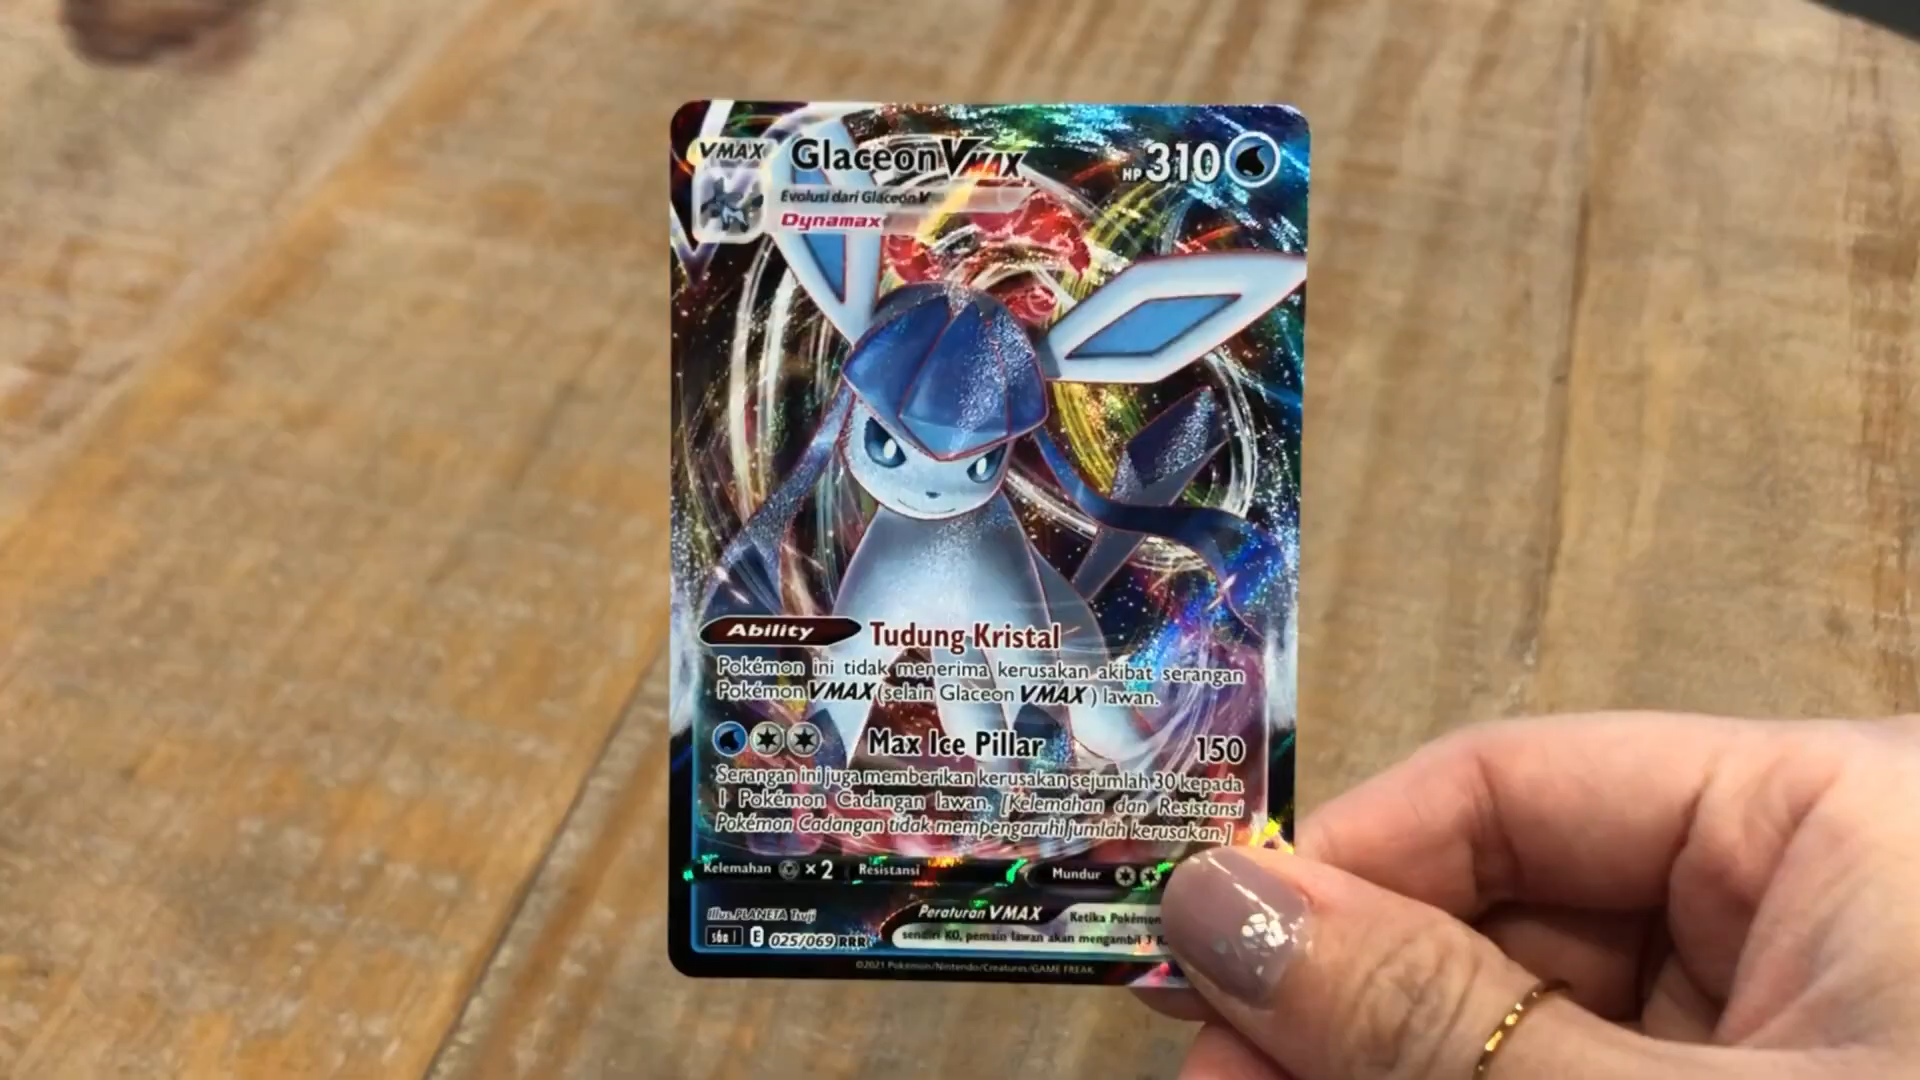 VMAX
Glaceon VMAX
HP 310
Evolusi dari Glaceon V
Dynamax
Ability Tudung Kristal
Pokémon ini tidak menerima kerusakan akibat serangan
Pokémon VMAX (selain Glaceon VMAX) lawan.
Max Ice Pillar 150
Serangan ini juga memberikan kerusakan sejumlah 30 kepada
1 Pokémon Cadangan lawan. [Kelemahan dan Resistansi
Pokémon Cadangan tidak mempengaruhi jumlah kerusakan.]
Kelemahan ×2 Resistansi Mundur
Illus. PLANETA Tsuji
Peraturan VMAX Ketika Pokémon
sendiri KO, pemain lawan akan mengambil 3
s6a I E 025/069 RRR
©2021 Pokémon/Nintendo/Creatures/GAME FREAK